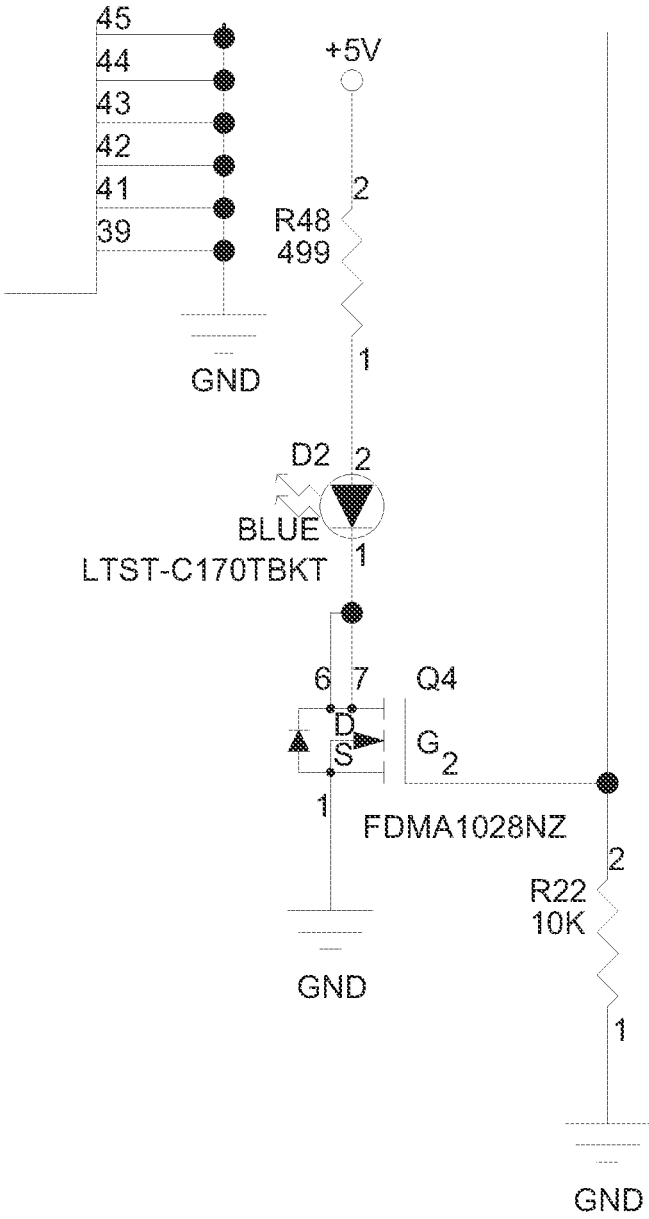 45
44
43
42
41
39
GND
+5V
2
R48
499
1
D2
2
BLUE
1
LTST-C170TBKT
6 7
Q4
D
S
G
2
1
FDMA1028NZ
GND
2
R22
10K
1
GND